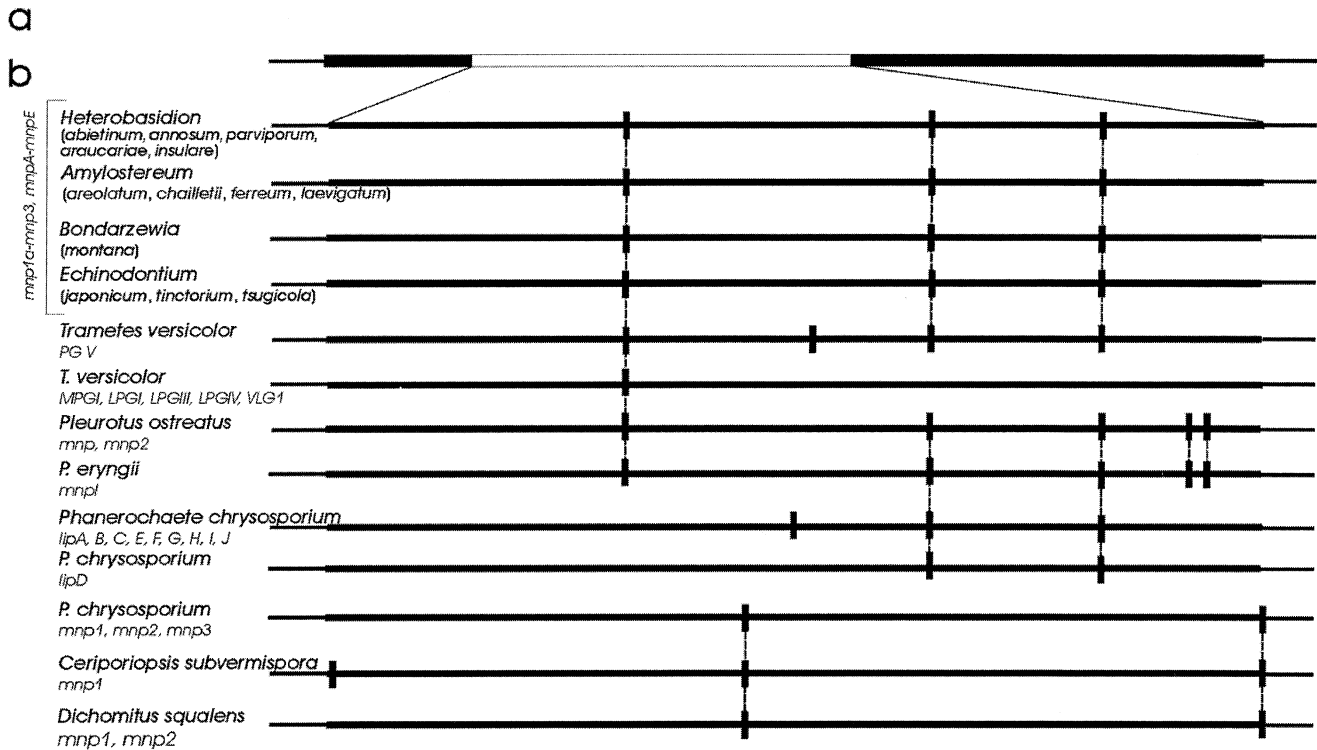 a
b
mnp1a-mnp3, mnpA-mnpE
Heterobasidion
(abietinum, annosum, parviporum,
araucariae, insulare)
Amylostereum
(areolatum, chailletii, ferreum, laevigatum)
Bondarzewia
(montana)
Echinodontium
(japonicum, tinctorium, tsugicola)
Trametes versicolor
PG V
T. versicolor
MPGI, LPGI, LPGIII, LPGIV, VLG1
Pleurotus ostreatus
mnp, mnp2
P. eryngii
mnpl
Phanerochaete chrysosporium
lipA, B, C, E, F, G, H, I, J
P. chrysosporium
lipD
P. chrysosporium
mnp1, mnp2, mnp3
Ceriporiopsis subvermispora
mnp1
Dichomitus squalens
mnp1, mnp2